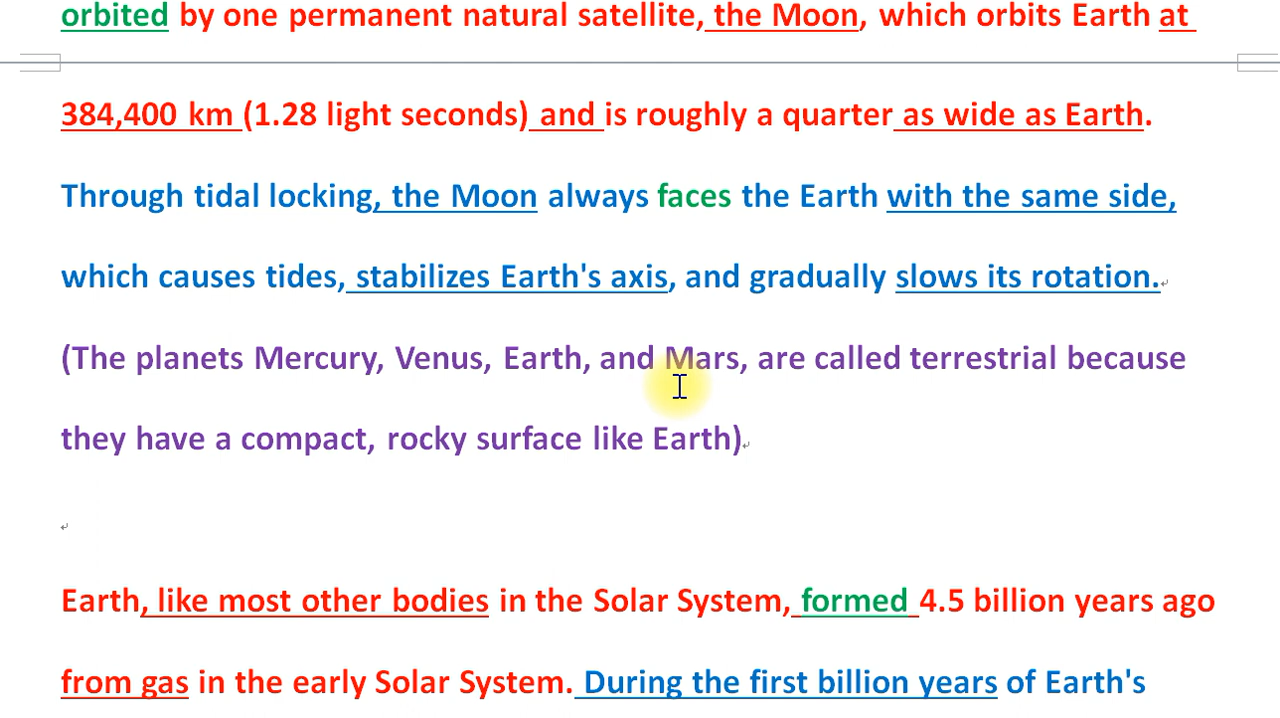 orbited by one permanent natural satellite, the Moon, which orbits Earth at
384,400 km (1.28 light seconds) and is roughly a quarter as wide as Earth.
Through tidal locking, the Moon always faces the Earth with the same side,
which causes tides, stabilizes Earth's axis, and gradually slows its rotation.
(The planets Mercury, Venus, Earth, and Mars, are called terrestrial because
they have a compact, rocky surface like Earth)
Earth, like most other bodies in the Solar System, formed 4.5 billion years ago
from gas in the early Solar System. During the first billion years of Earth's